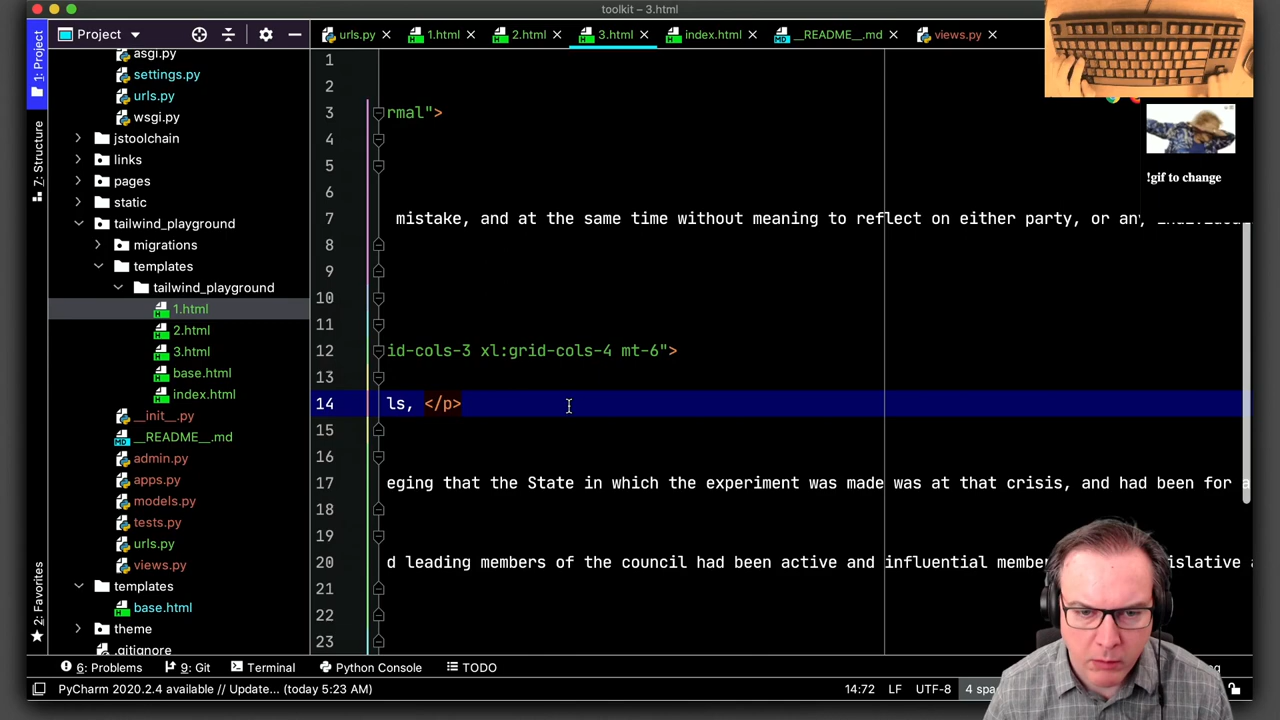 toolkit – 3.html
Project
urls.py
1.html
2.html
3.html
index.html
__README__.md
views.py
1: Project
7: Structure
2: Favorites
asgi.py
settings.py
urls.py
wsgi.py
jstoolchain
links
pages
static
tailwind_playground
migrations
templates
tailwind_playground
1.html
2.html
3.html
base.html
index.html
__init__.py
__README__.md
admin.py
apps.py
models.py
tests.py
urls.py
views.py
templates
base.html
theme
.gitignore
1
2
3 rmal">
4
5
6
7 mistake, and at the same time without meaning to reflect on either party, or any
8
9
10
11
12 id-cols-3 xl:grid-cols-4 mt-6">
13
14 ls, </p>
15
16
17 eging that the State in which the experiment was made was at that crisis, and had been for a
18
19
20 d leading members of the council had been active and influential
21
22
23
!gif to change
6: Problems
9: Git
Terminal
Python Console
TODO
PyCharm 2020.2.4 available // Update... (today 5:23 AM)
14:72
LF
UTF-8